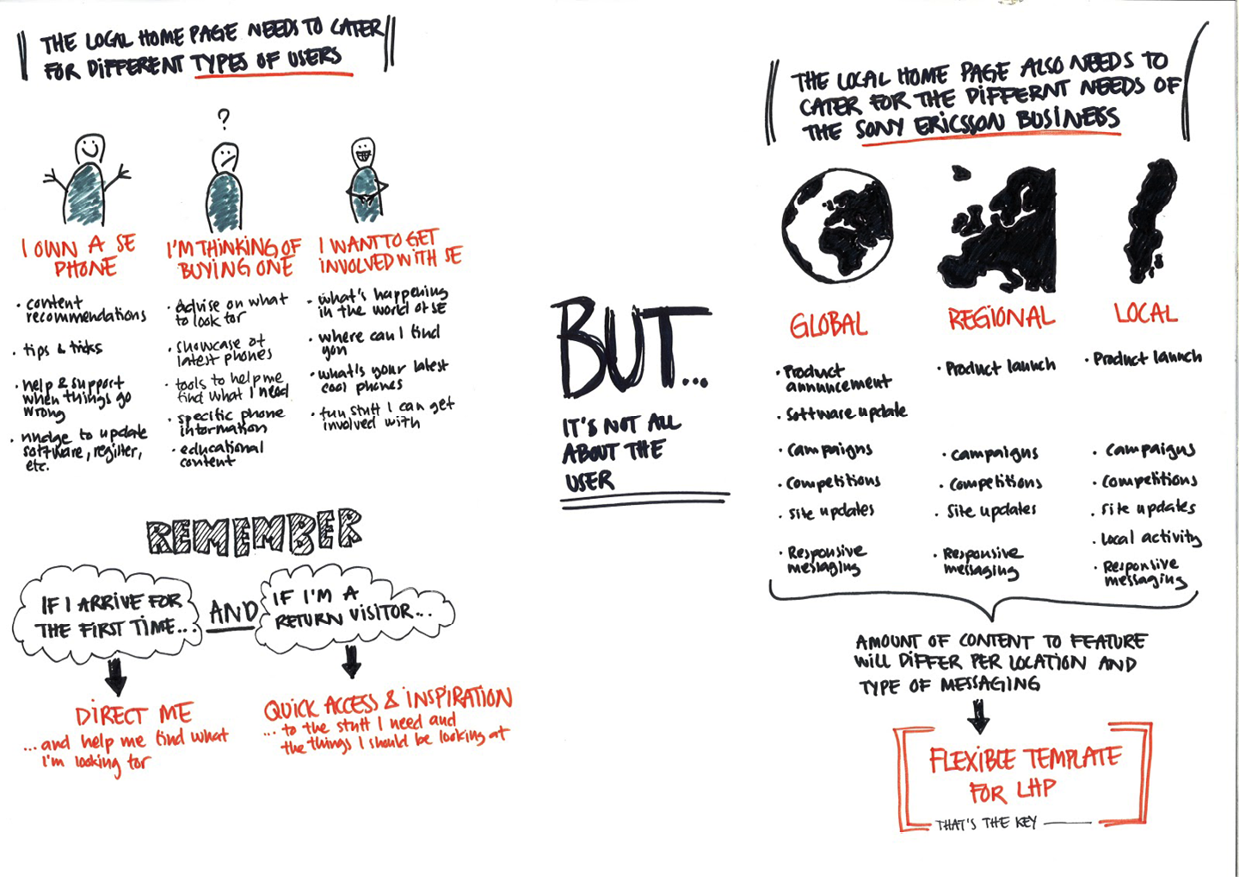 THE LOCAL HOME PAGE NEEDS TO CATER
FOR DIFFERENT TYPES OF USERS
?
I OWN A SE
PHONE
• content
recommendations
• tips & tricks
• help & support
when things go
wrong
• nudge to update
software, register,
etc.
I'M THINKING OF
BUYING ONE
• Advise on what
to look for
• showcase of
latest phones
• tools to help me
find what I need
• specific phone
information
• educational
content
I WANT TO GET
INVOLVED WITH SE
• what's happening
in the world of SE
• where can I find
you
• what's your latest
cool phones
• fun stuff I can get
involved with
REMEMBER
IF I ARRIVE FOR
THE FIRST TIME...
AND
IF I'M A
RETURN VISITOR...
DIRECT ME
...and help me find what
I'm looking for
QUICK ACCESS & INSPIRATION
... to the stuff I need and
the things I should be looking at
BUT...
IT'S NOT ALL
ABOUT THE
USER
THE LOCAL HOME PAGE ALSO NEEDS TO
CATER FOR THE DIFFERNT NEEDS OF
THE SONY ERICSSON BUSINESS
GLOBAL
• Product
annuncement
• Software update
• Campaigns
• Competitions
• Site updates
• Responsive
messaging
REGIONAL
• Product launch
• campaigns
• Competitions
• Site updates
• Responsive
messaging
LOCAL
• Product launch
• Campaigns
• Competitions
• Site updates
• Local activity
• Responsive
messaging
AMOUNT OF CONTENT TO FEATURE
WILL DIFFER PER LOCATION AND
TYPE OF MESSAGING
FLEXIBLE TEMPLATE
FOR LHP
THAT'S THE KEY